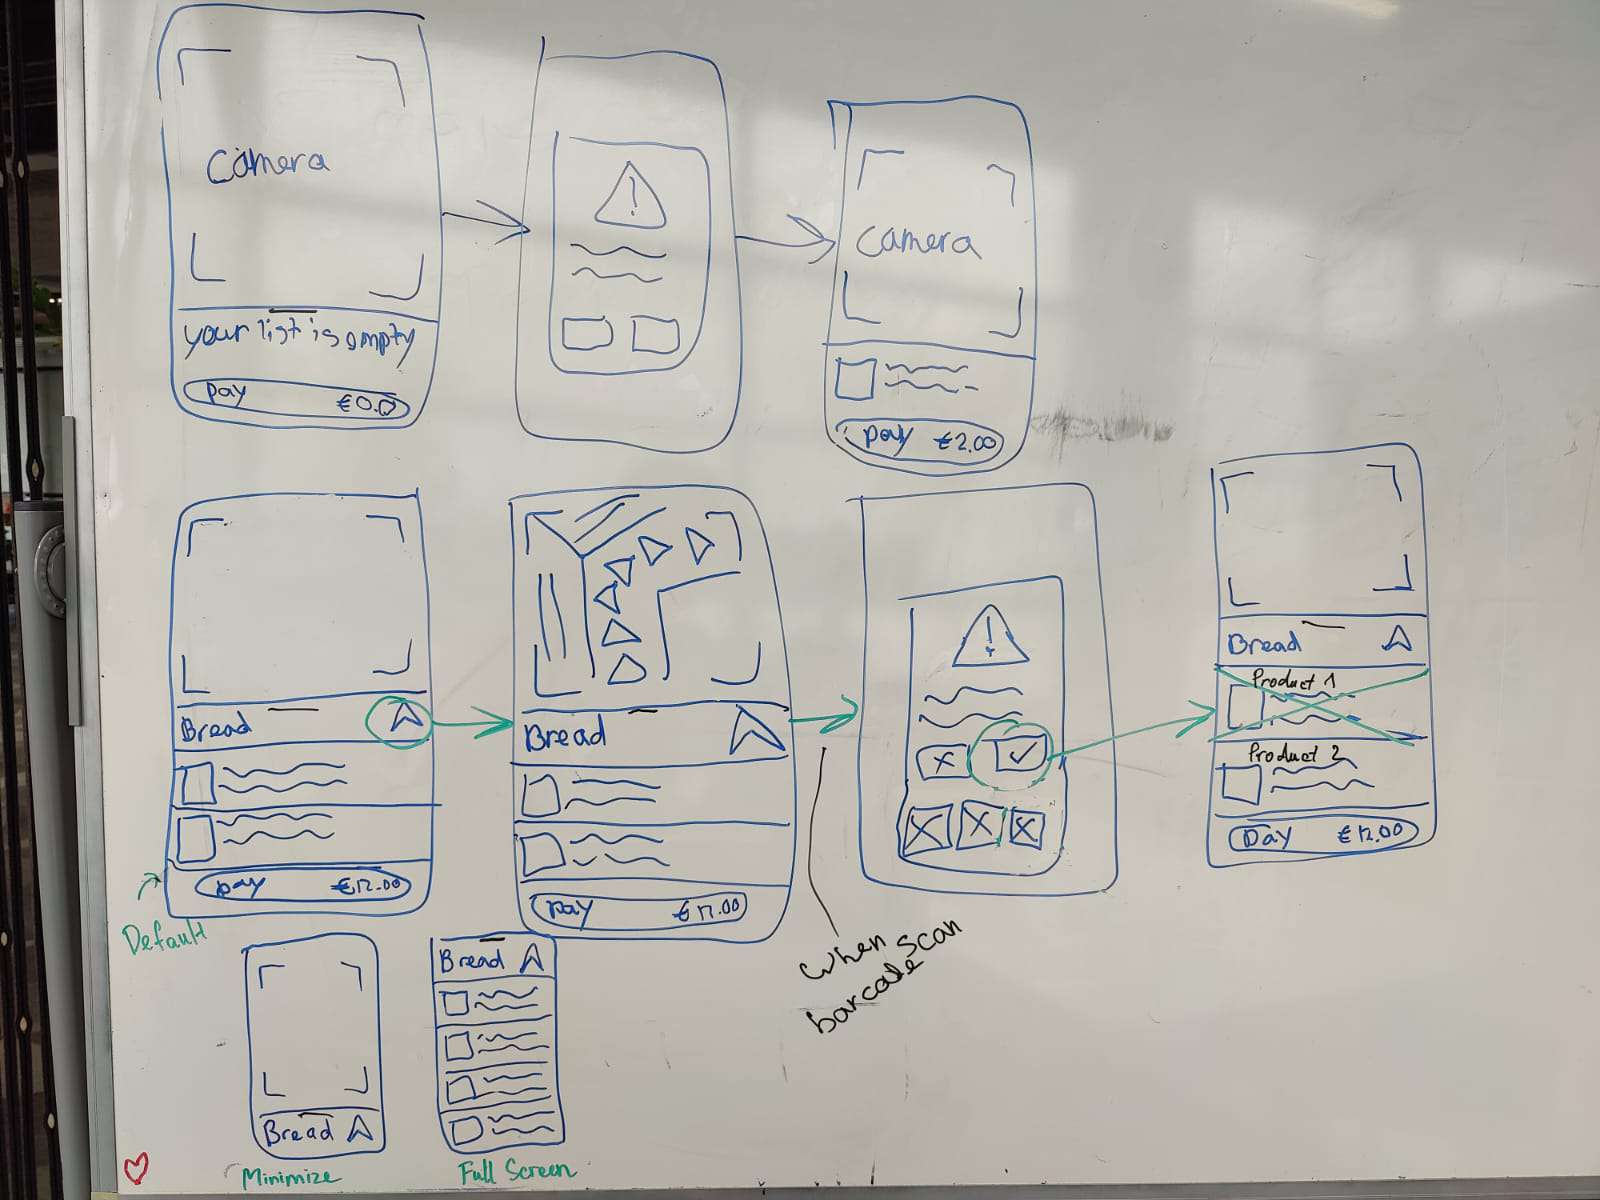 Camera
your list is empty
pay €0.0
Camera
pay €2.00
Bread
pay €12.00
Default
Bread
pay €12.00
When
barcode scan
Bread
Product 1
Product 2
pay €12.00
Bread
Minimize
Bread
Full Screen